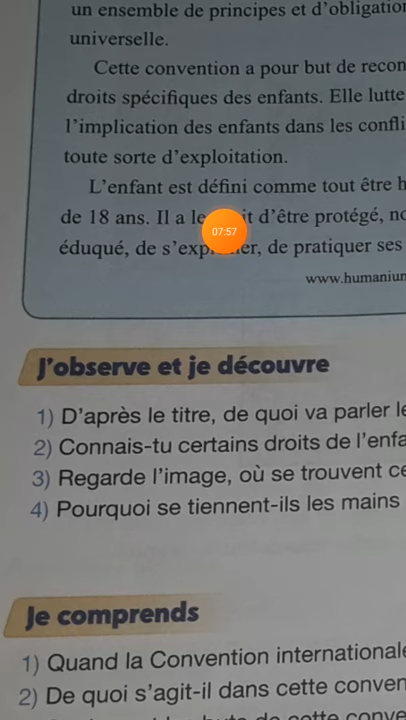 un ensemble de principes et d'obligation
universelle.
Cette convention a pour but de recon
droits spécifiques des enfants. Elle lutte
l'implication des enfants dans les confli
toute sorte d'exploitation.
L'enfant est défini comme tout être h
de 18 ans. Il a le d'être protégé, no
07:57
éduqué, de de pratiquer ses
www.humanium
J'observe et je découvre
1) D'après le titre, de quoi va parler le
2) Connais-tu certains droits de l'enfa
3) Regarde l'image, où se trouvent ce
4) Pourquoi se tiennent-ils les mains
Je comprends
1) Quand la Convention internationale
2) De quoi s'agit-il dans cette conven